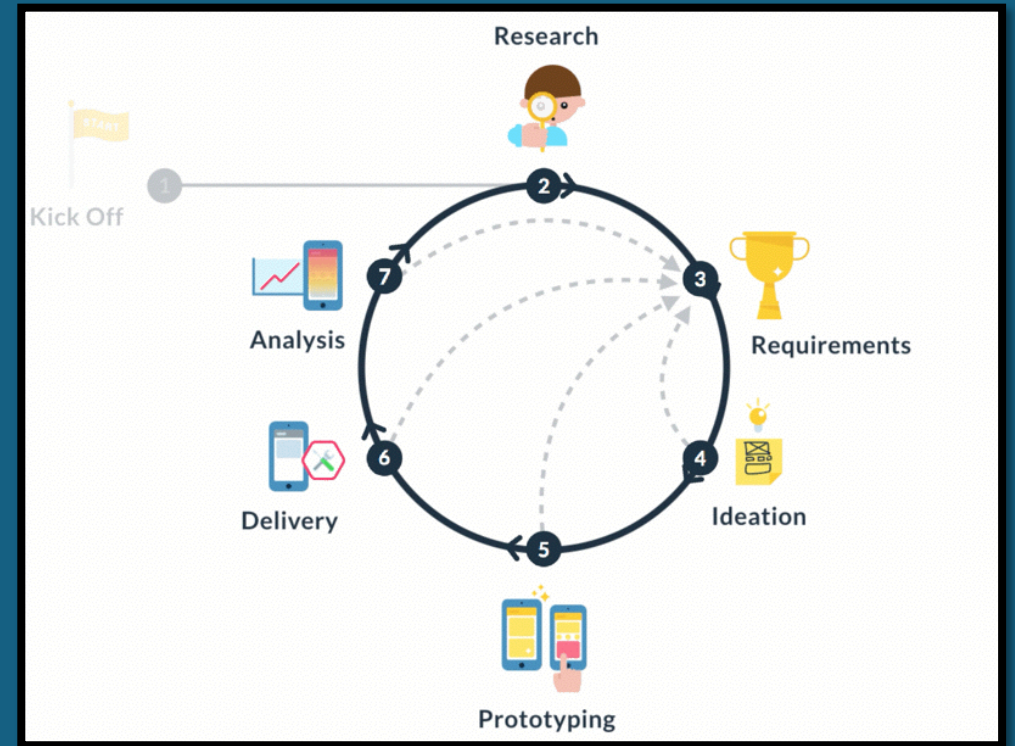 Research
START
1
Kick Off
2
7
3
Analysis
Requirements
6
4
Delivery
Ideation
5
Prototyping